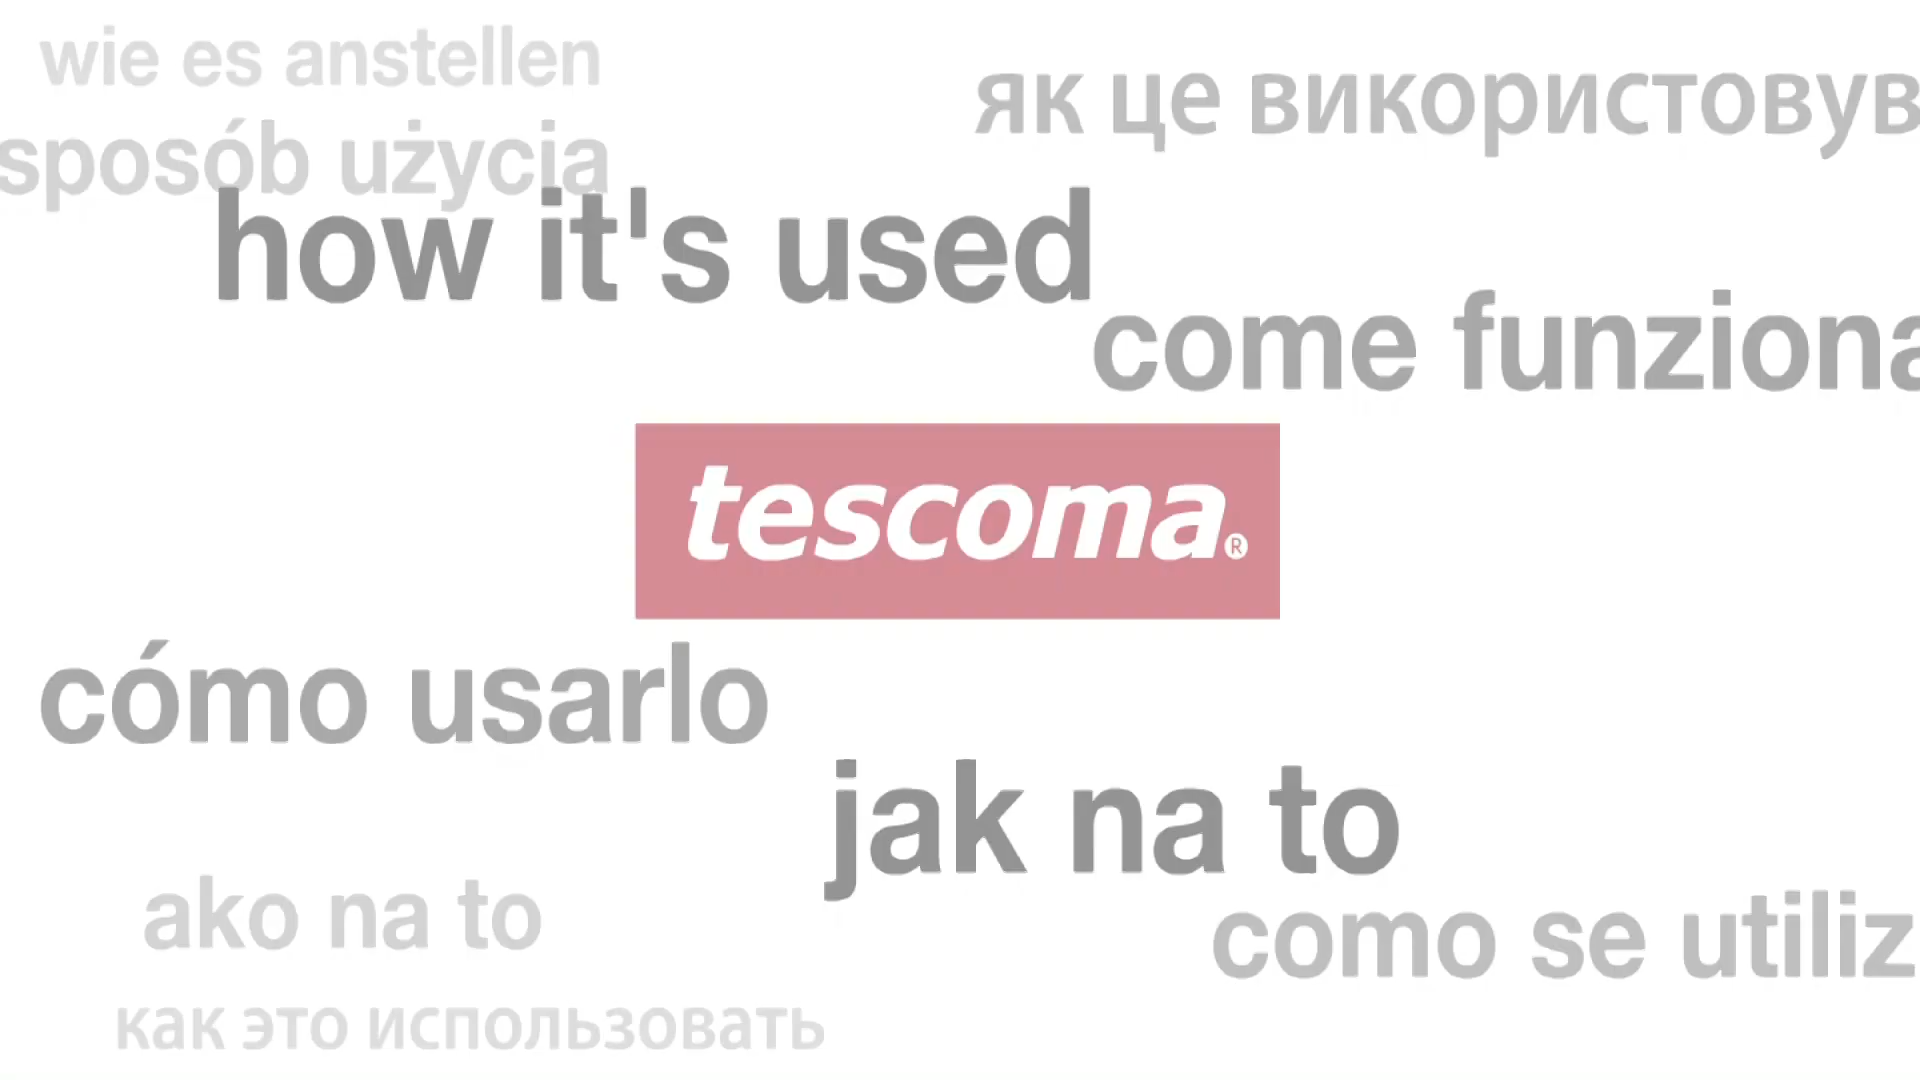 wie es anstellen
як це використовув
sposób użycia
how it's used
come funziona
tescoma®
cómo usarlo
jak na to
ako na to
como se utiliz
как это использовать